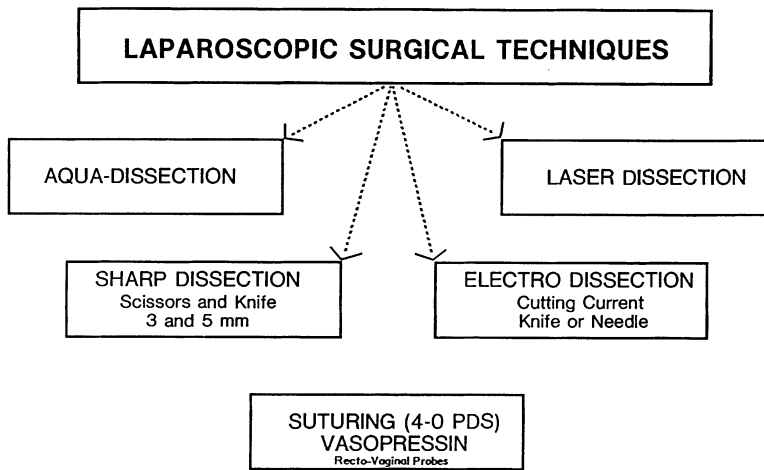 LAPAROSCOPIC SURGICAL TECHNIQUES
AQUA-DISSECTION
LASER DISSECTION
SHARP DISSECTION
Scissors and Knife
3 and 5 mm
ELECTRO DISSECTION
Cutting Current
Knife or Needle
SUTURING (4-0 PDS)
VASOPRESSIN
Recto-Vaginal Probes